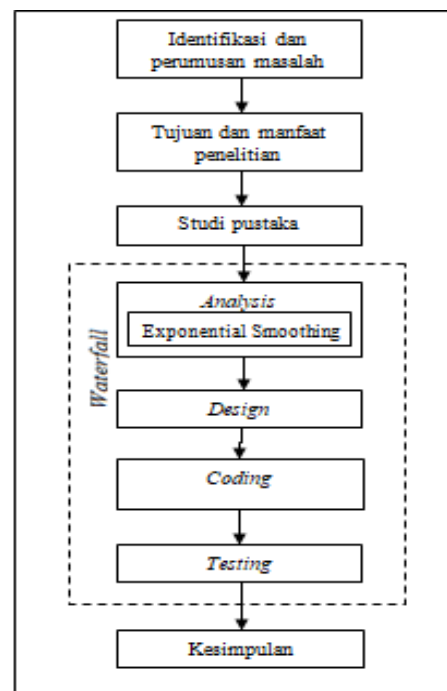 Identifikasi dan
perumusan masalah
Tujuan dan manfaat
penelitian
Studi pustaka
Waterfall
Analysis
Exponential Smoothing
Design
Coding
Testing
Kesimpulan